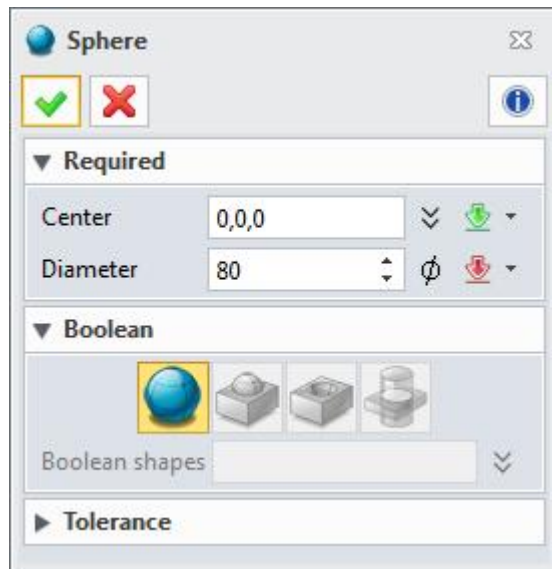 Sphere
Required
Center 0,0,0
Diameter 80
Boolean
Boolean shapes
Tolerance